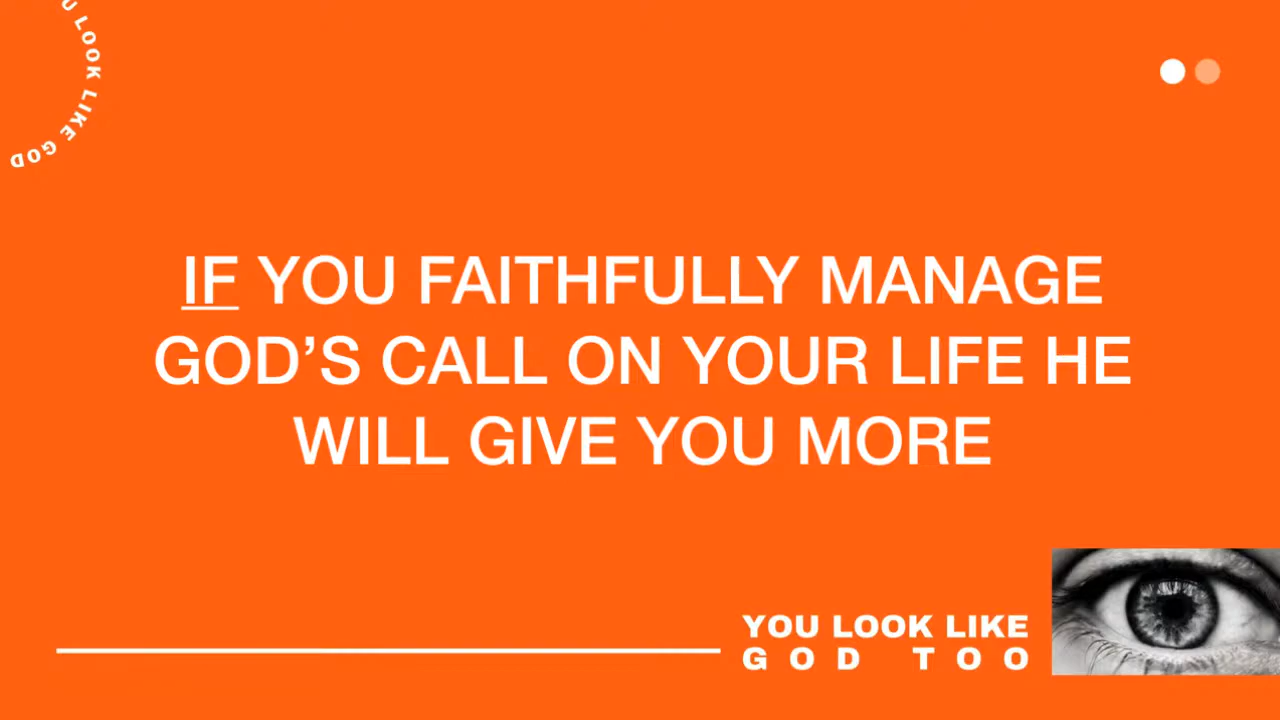 U LOOK LIKE GOD
IF YOU FAITHFULLY MANAGE
GOD’S CALL ON YOUR LIFE HE
WILL GIVE YOU MORE
YOU LOOK LIKE
GOD TOO